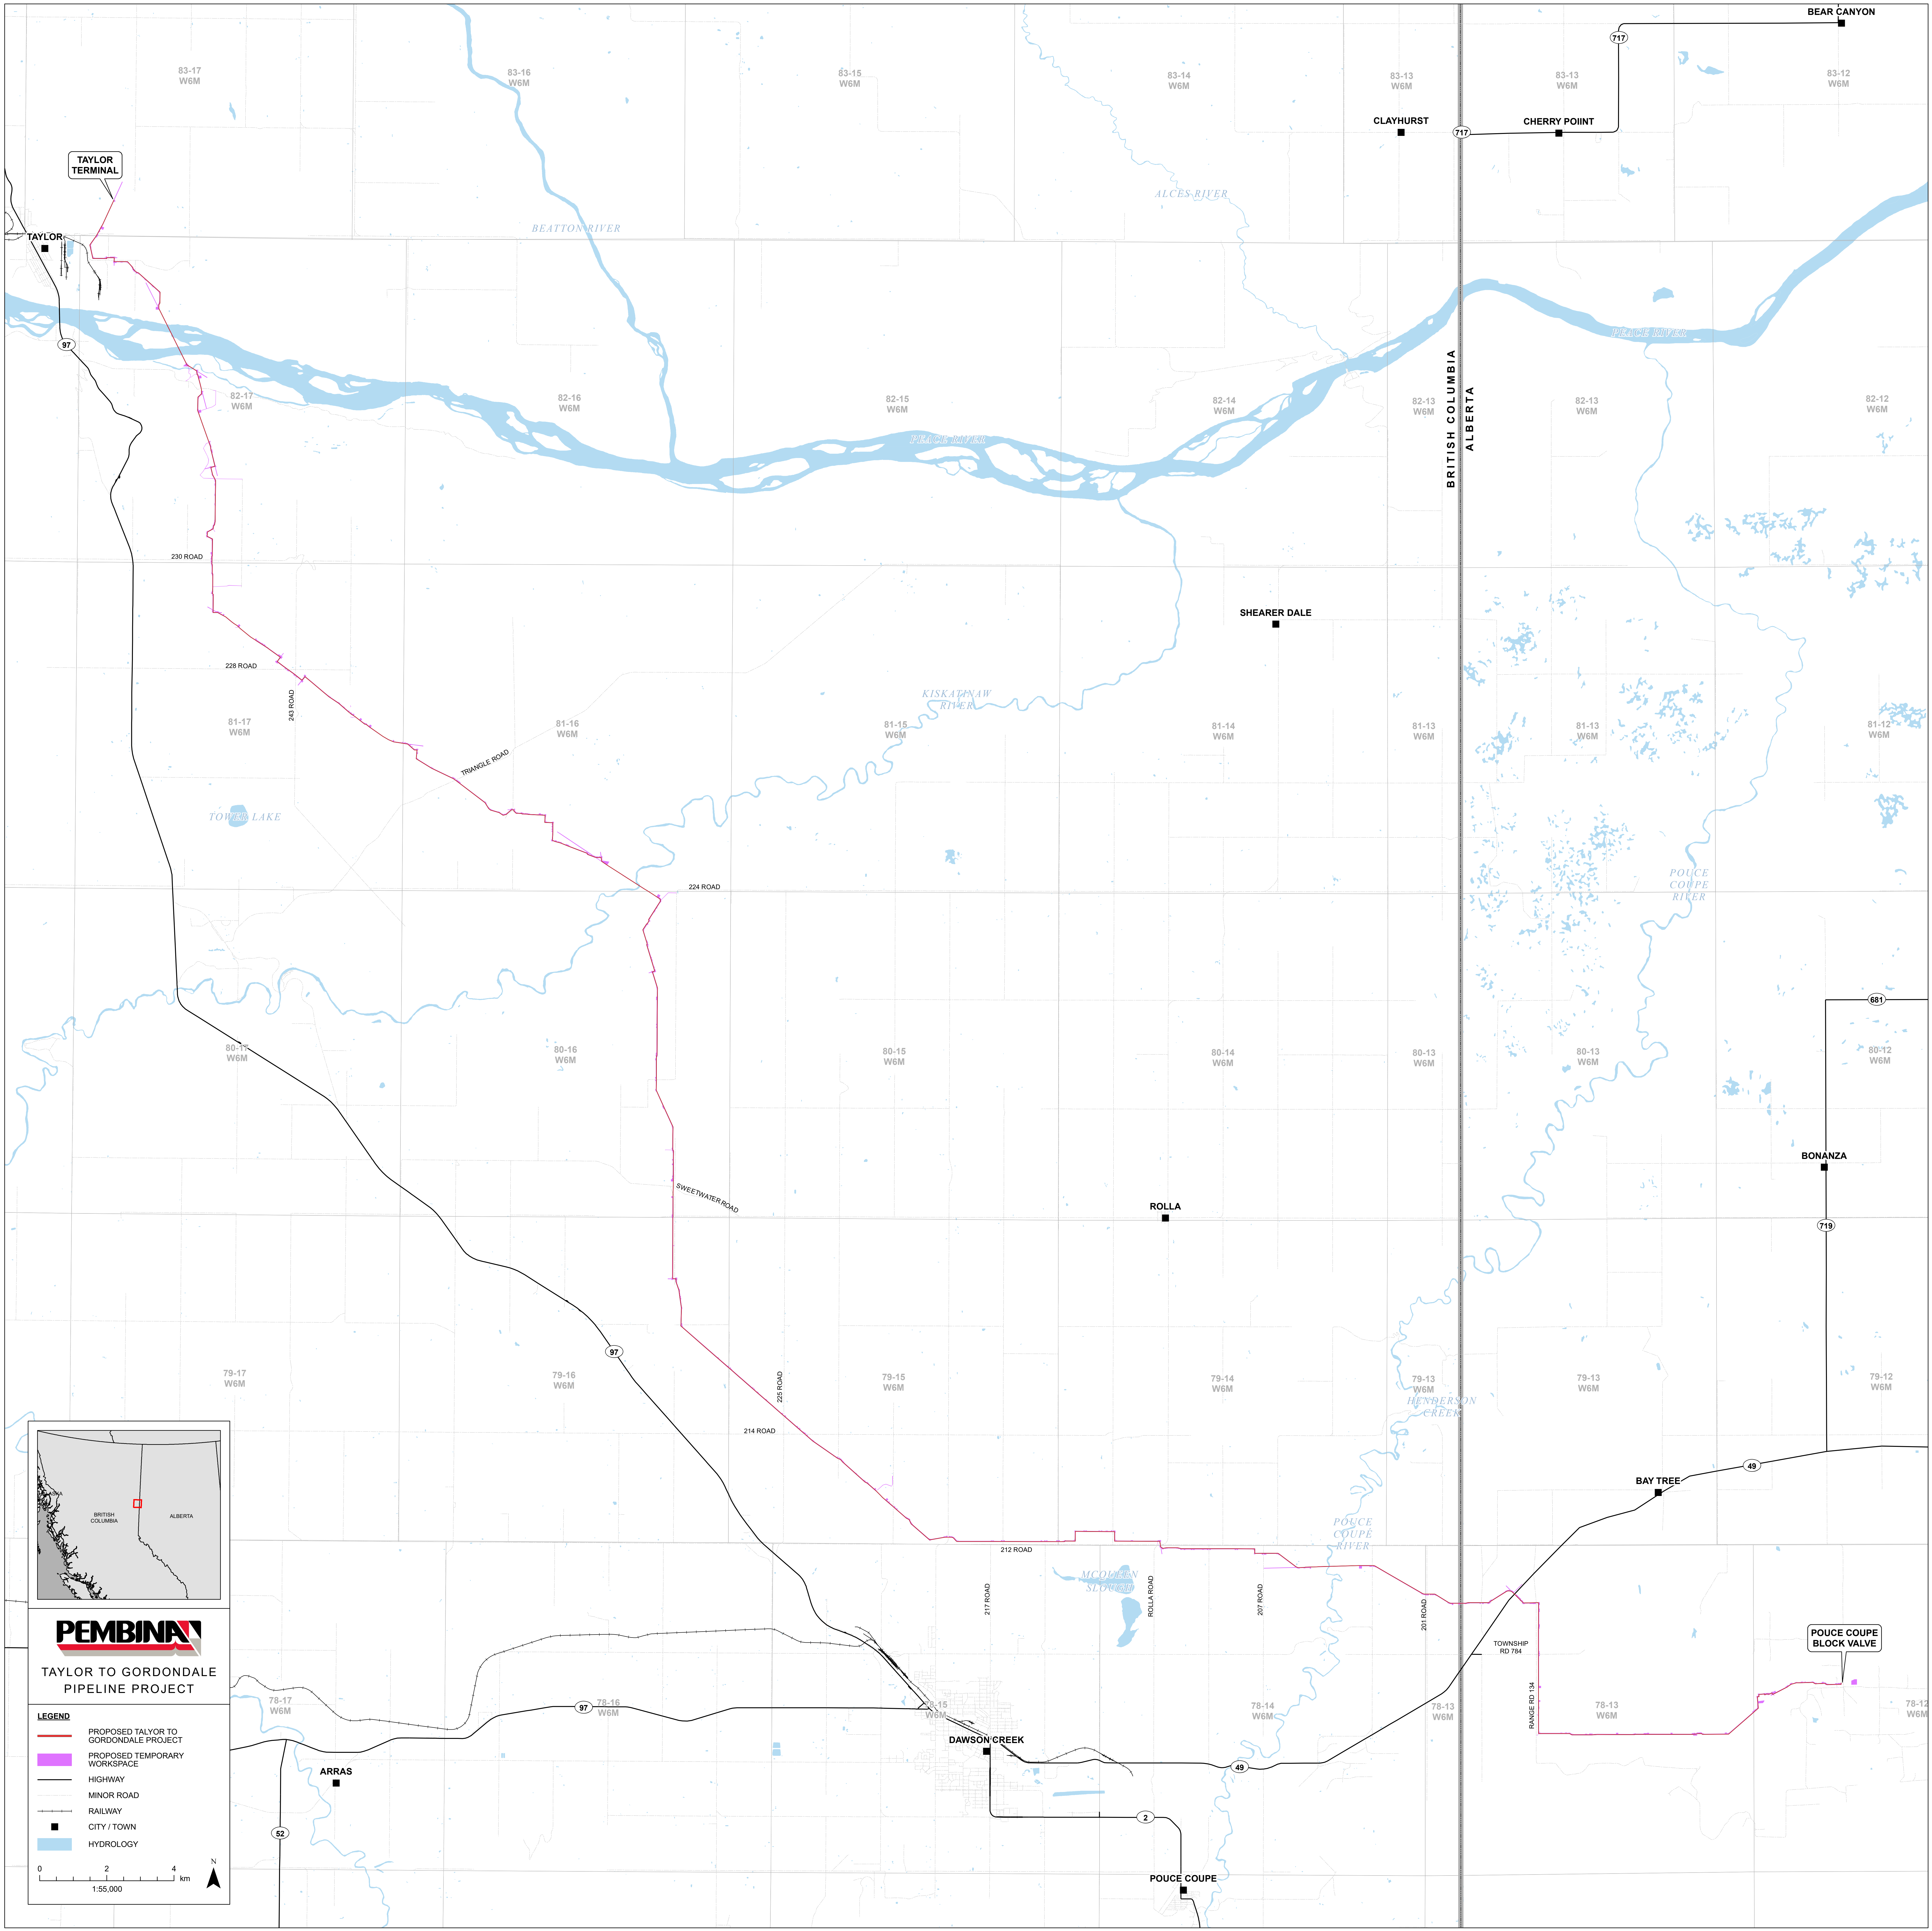 BEAR CANYON
717
83-17
W6M
83-16
W6M
83-15
W6M
83-14
W6M
83-13
W6M
83-13
W6M
83-12
W6M
CLAYHURST
717
CHERRY POIINT
TAYLOR
TERMINAL
ALCES RIVER
BEATTON RIVER
TAYLOR
PEACE RIVER
97
BRITISH COLUMBIA
ALBERTA
82-17
W6M
82-16
W6M
82-15
W6M
82-14
W6M
82-13
W6M
82-13
W6M
82-12
W6M
PEACE RIVER
230 ROAD
SHEARER DALE
228 ROAD
243 ROAD
KISKATINAW
RIVER
81-17
W6M
81-16
W6M
81-15
W6M
81-14
W6M
81-13
W6M
81-13
W6M
81-12
W6M
TRIANGLE ROAD
TOWER LAKE
POUCE
COUPE
RIVER
224 ROAD
681
80-17
W6M
80-16
W6M
80-15
W6M
80-14
W6M
80-13
W6M
80-13
W6M
80-12
W6M
BONANZA
SWEETWATER ROAD
ROLLA
719
97
79-17
W6M
79-16
W6M
225 ROAD
79-15
W6M
79-14
W6M
79-13
W6M
79-13
W6M
79-12
W6M
HENDERSON
CREEK
214 ROAD
49
BAY TREE
POUCE
COUPÉ
RIVER
212 ROAD
MCQUEEN
SLOUGH
217 ROAD
ROLLA ROAD
207 ROAD
201 ROAD
TOWNSHIP
RD 784
POUCE COUPE
BLOCK VALVE
RANGE RD 134
78-17
W6M
97
78-16
W6M
78-15
W6M
78-14
W6M
78-13
W6M
78-13
W6M
78-12
W6M
DAWSON CREEK
ARRAS
49
2
52
POUCE COUPE
BRITISH
COLUMBIA
ALBERTA
PEMBINA
TAYLOR TO GORDONDALE
PIPELINE PROJECT
LEGEND
PROPOSED TALYOR TO
GORDONDALE PROJECT
PROPOSED TEMPORARY
WORKSPACE
HIGHWAY
MINOR ROAD
RAILWAY
CITY / TOWN
HYDROLOGY
0 2 4
km
N
1:55,000